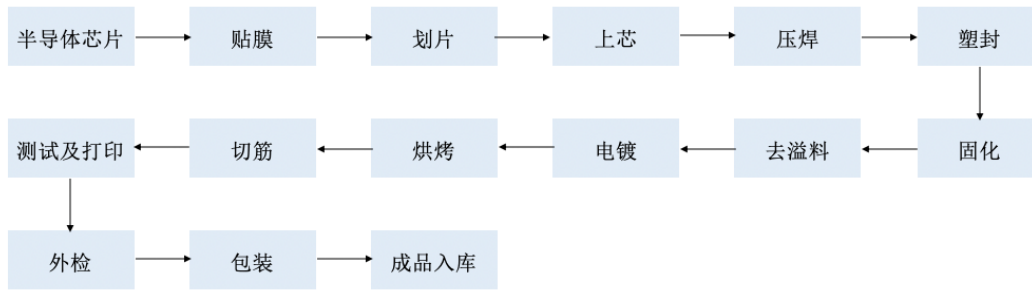 半导体芯片
贴膜
划片
上芯
压焊
塑封
固化
去溢料
电镀
烘烤
切筋
测试及打印
外检
包装
成品入库